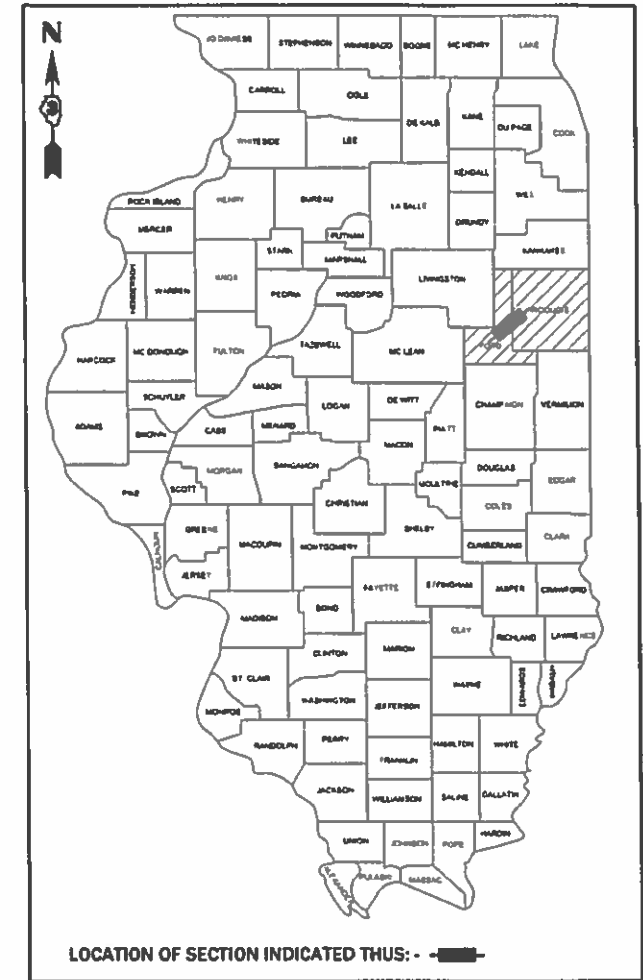 N
JO DAVIESS STEPHENSON WINNEBAGO BOONE MC HENRY LAKE
CARROLL OGLE DE KALB KANE DU PAGE COOK
WHITESIDE LEE KENDALL WILL
ROCK ISLAND HENRY BUREAU LA SALLE GRUNDY
MERCER PUTNAM KANKAKEE
STARK MARSHALL LIVINGSTON
HENDERSON WARREN KNOX PEORIA WOODFORD IROQUOIS
FORD
HANCOCK MC DONOUGH FULTON TAZEWELL MC LEAN
MASON
SCHUYLER LOGAN DE WITT CHAMPAIGN VERMILION
ADAMS BROWN CASS MENARD MACON PIATT
SANGAMON DOUGLAS
PIKE SCOTT MORGAN MOULTRIE EDGAR
CHRISTIAN COLES
GREENE SHELBY
CALHOUN MACOUPIN MONTGOMERY CUMBERLAND CLARK
JERSEY
FAYETTE EFFINGHAM JASPER CRAWFORD
MADISON BOND
CLAY RICHLAND LAWRENCE
CLINTON MARION
ST CLAIR WAYNE EDWARDS WABASH
WASHINGTON JEFFERSON
MONROE
RANDOLPH PERRY HAMILTON WHITE
FRANKLIN
JACKSON WILLIAMSON SALINE GALLATIN
UNION JOHNSON POPE HARDIN
ALEXANDER PULASKI MASSAC
LOCATION OF SECTION INDICATED THUS: -